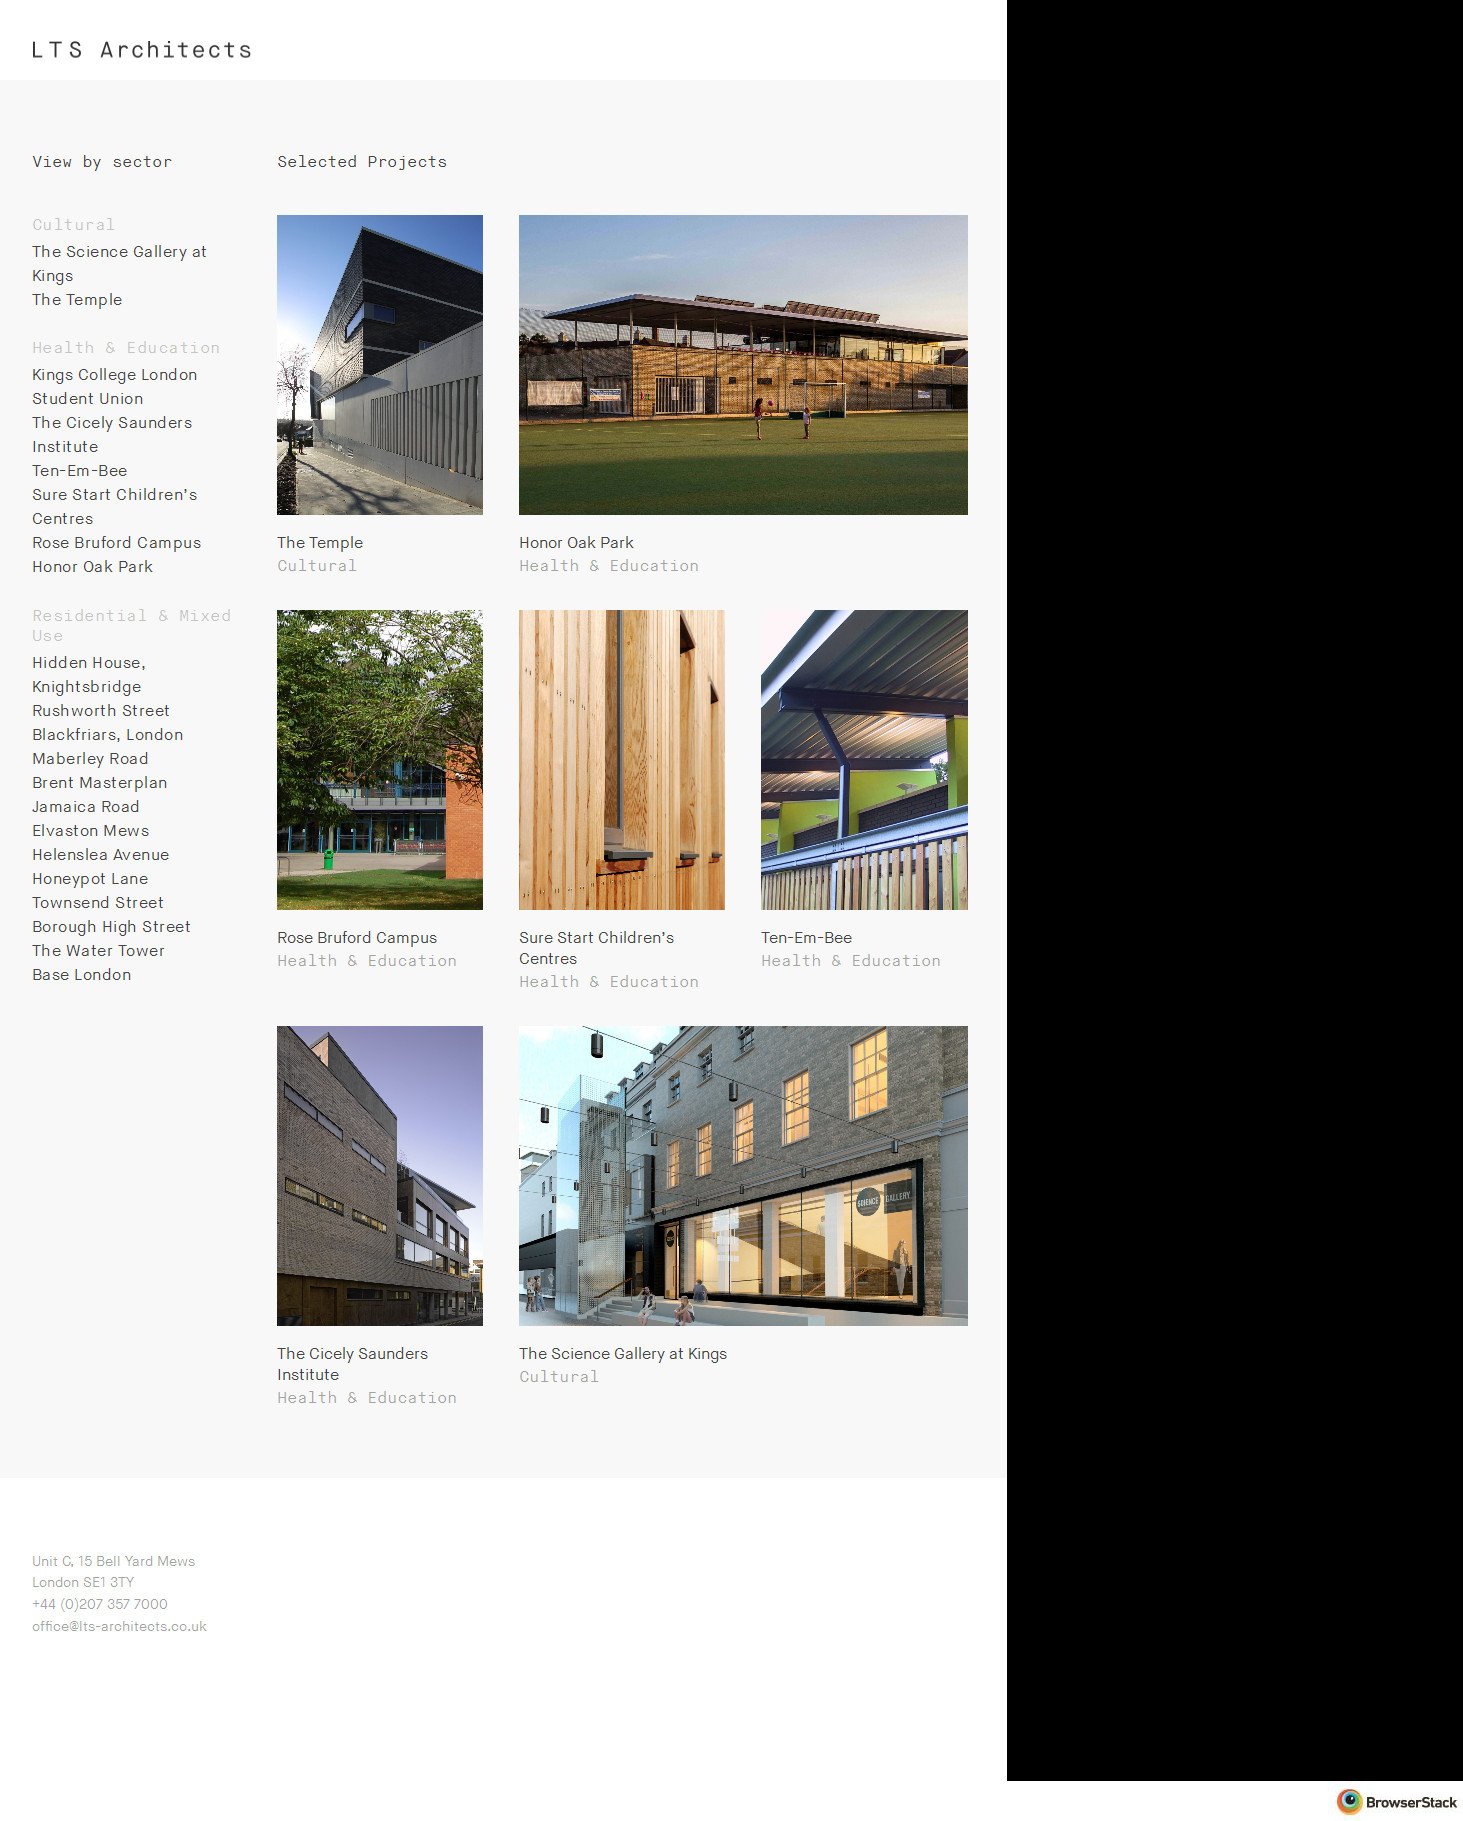 LTS Architects
View by sector
Cultural
The Science Gallery at
Kings
The Temple
Health & Education
Kings College London
Student Union
The Cicely Saunders
Institute
Ten-Em-Bee
Sure Start Children's
Centres
Rose Bruford Campus
Honor Oak Park
Residential & Mixed
Use
Hidden House,
Knightsbridge
Rushworth Street
Blackfriars, London
Maberley Road
Brent Masterplan
Jamaica Road
Elvaston Mews
Helenslea Avenue
Honeypot Lane
Townsend Street
Borough High Street
The Water Tower
Base London
Selected Projects
The Temple
Cultural
Honor Oak Park
Health & Education
Rose Bruford Campus
Health & Education
Sure Start Children's
Centres
Health & Education
Ten-Em-Bee
Health & Education
The Cicely Saunders
Institute
Health & Education
SCIENCE GALLERY
The Science Gallery at Kings
Cultural
Unit C, 15 Bell Yard Mews
London SE1 3TY
+44 (0)207 357 7000
office@lts-architects.co.uk
BrowserStack